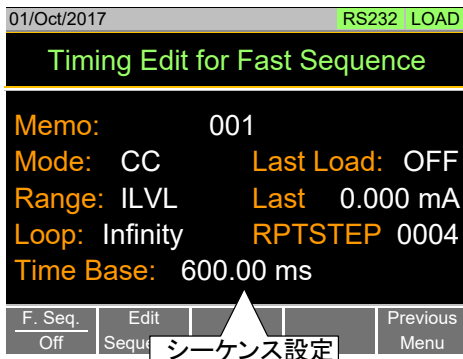 01/Oct/2017 RS232 LOAD
Timing Edit for Fast Sequence
Memo: 001
Mode: CC Last Load: OFF
Range: ILVL Last 0.000 mA
Loop: Infinity RPTSTEP 0004
Time Base: 600.00 ms
F. Seq. Edit Previous
Off Seque Menu
シーケンス設定